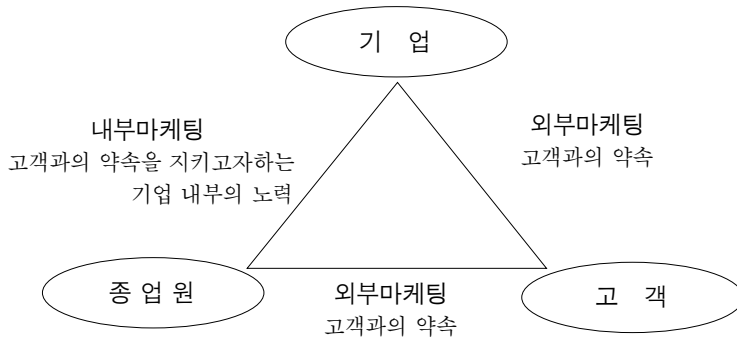 기 업
내부마케팅
고객과의 약속을 지키고자하는
기업 내부의 노력
외부마케팅
고객과의 약속
종업원
외부마케팅
고객과의 약속
고 객